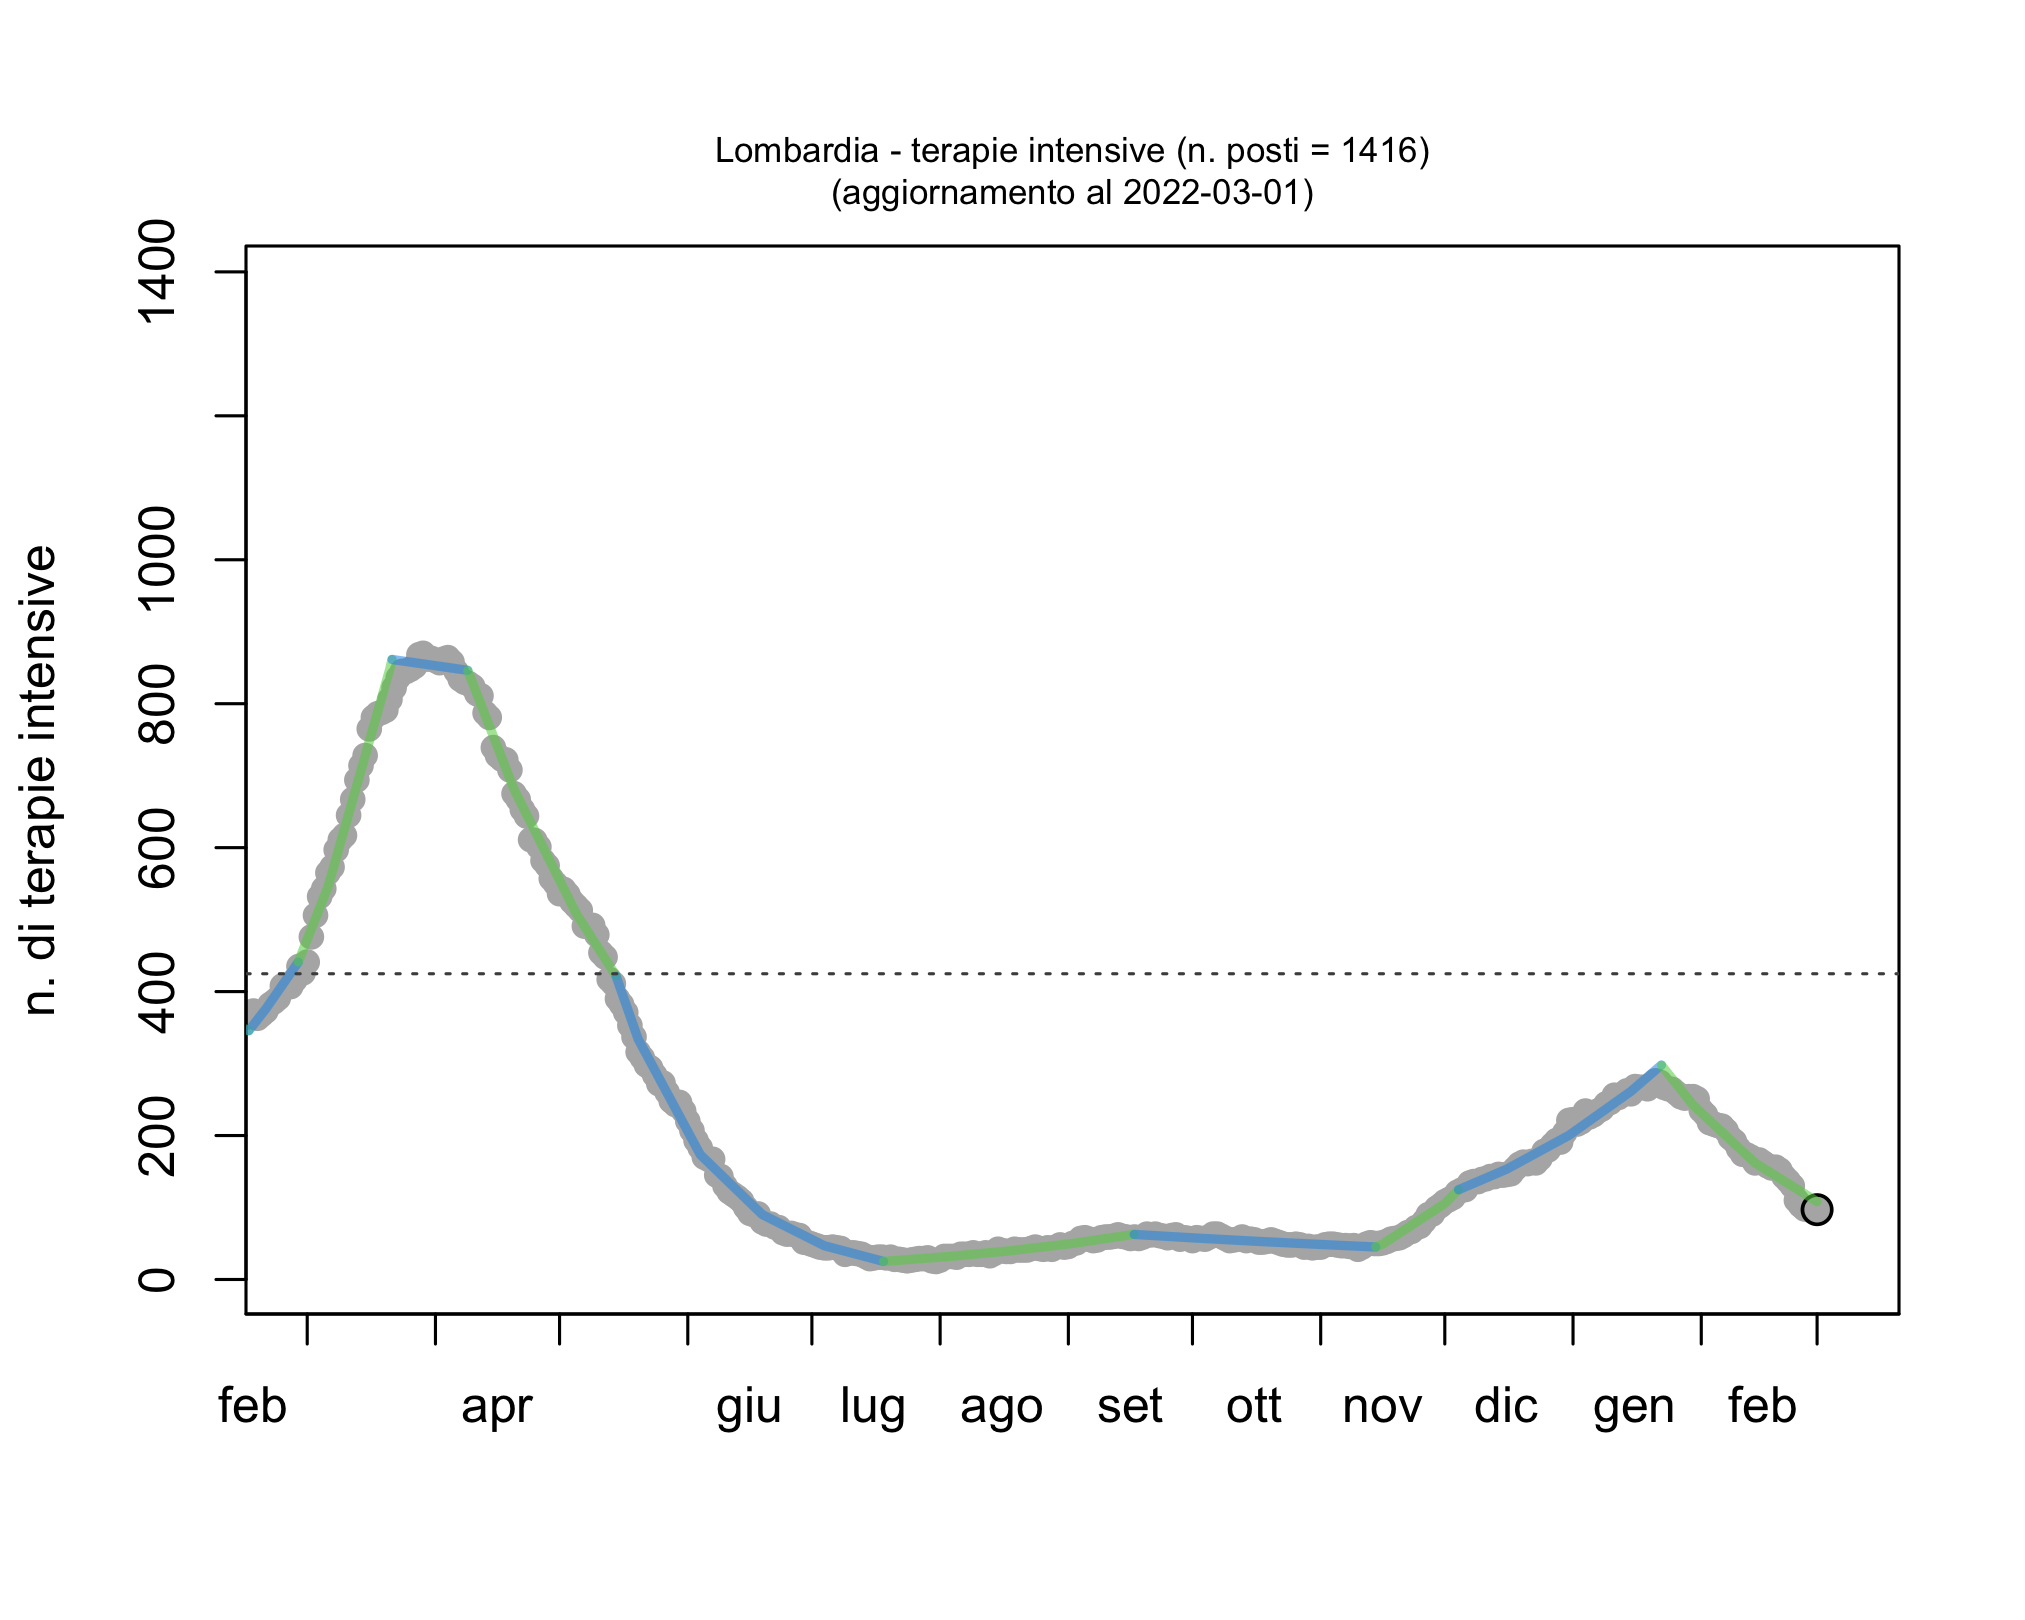 Lombardia - terapie intensive (n. posti = 1416)
(aggiornamento al 2022-03-01)
n. di terapie intensive
1400
1000
800
600
400
200
0
feb apr giu lug ago set ott nov dic gen feb